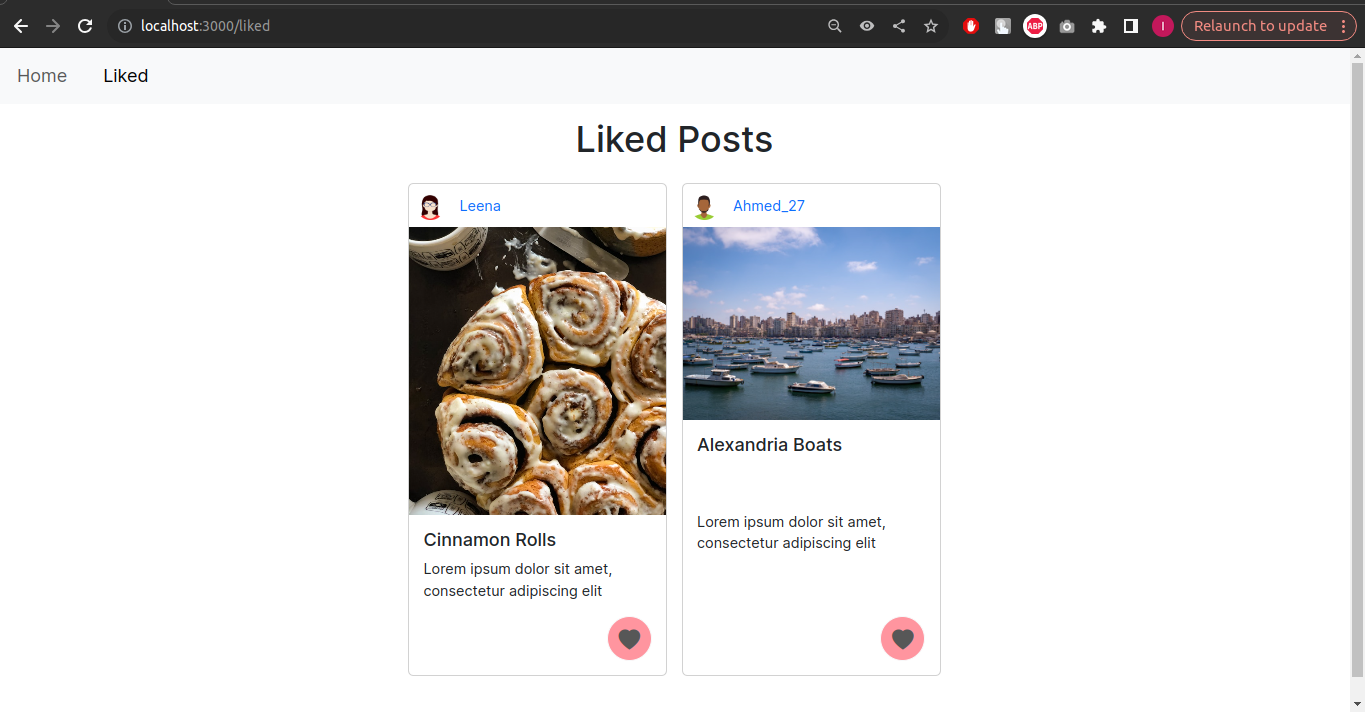 localhost:3000/liked
ABP
I
Relaunch to update
Home
Liked
Liked Posts
Leena
Cinnamon Rolls
Lorem ipsum dolor sit amet,
consectetur adipiscing elit
Ahmed_27
Alexandria Boats
Lorem ipsum dolor sit amet,
consectetur adipiscing elit